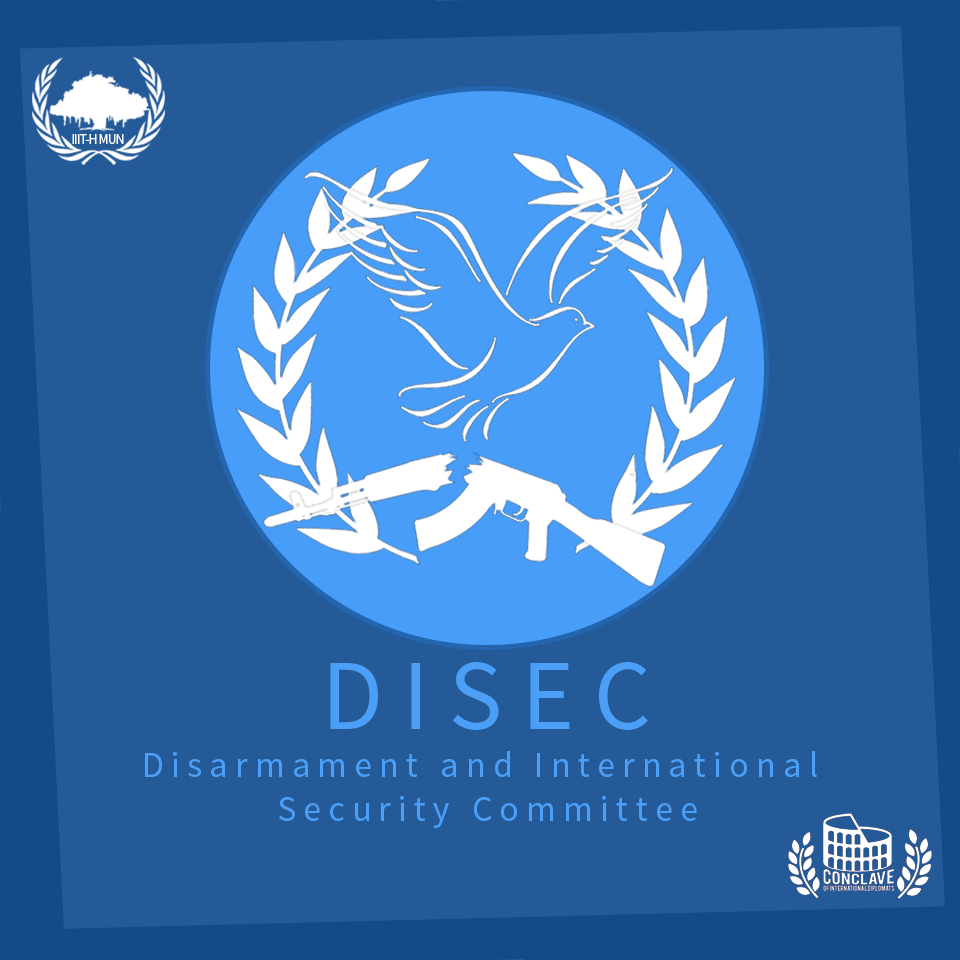 IIIT-H MUN
DISEC
Disarmament and International
Security Committee
CONCLAVE
OF INTERNATIONAL DIPLOMATS